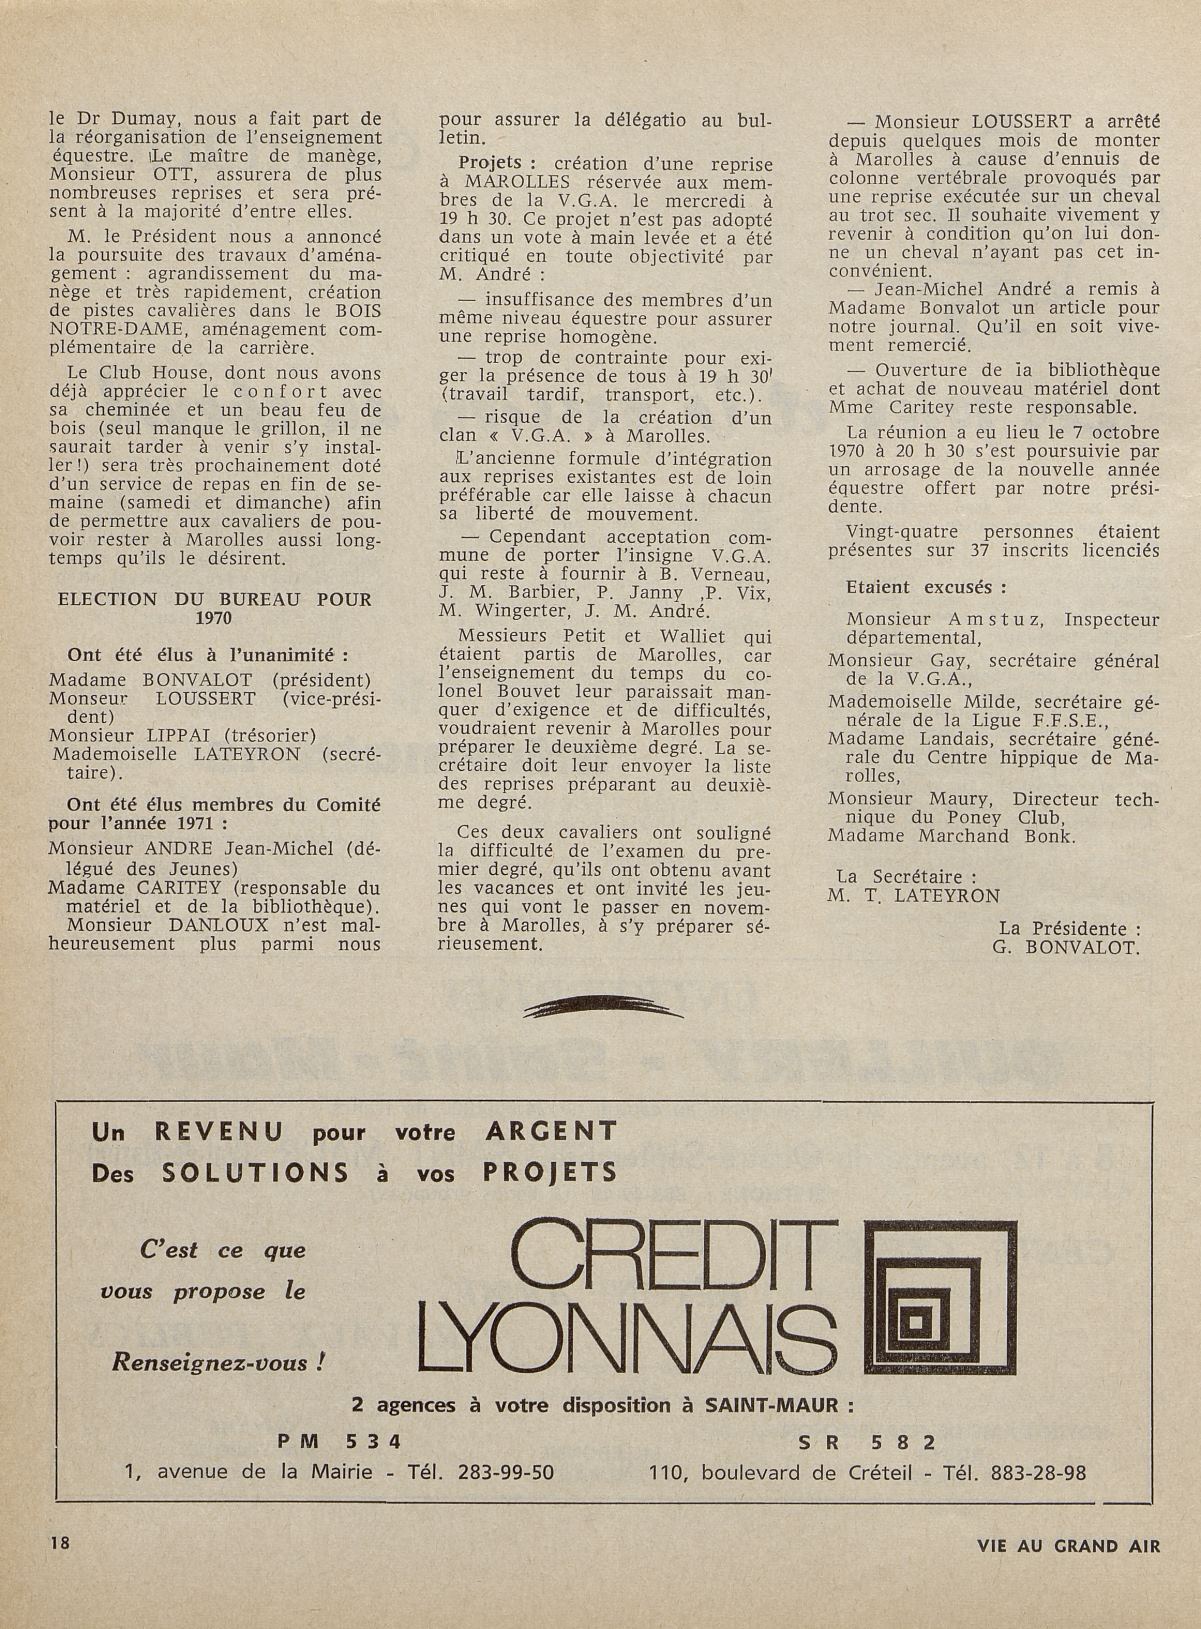 le Dr Dumay, nous a fait part de
la réorganisation de l'enseignement
équestre. Le maître de manège,
Monsieur OTT, assurera de plus
nombreuses reprises et sera pré-
sent à la majorité d'entre elles.
M. le Président nous a annoncé
la poursuite des travaux d'aména-
gement : agrandissement du ma-
nège et très rapidement, création
de pistes cavalières dans le BOIS
NOTRE-DAME, aménagement com-
plémentaire de la carrière.
Le Club House, dont nous avons
déjà apprécier le confort avec
sa cheminée et un beau feu de
bois (seul manque le grillon, il ne
saurait tarder à venir s'y instal-
ler !) sera très prochainement doté
d'un service de repas en fin de se-
maine (samedi et dimanche) afin
de permettre aux cavaliers de pou-
voir rester à Marolles aussi long-
temps qu'ils le désirent.
ELECTION DU BUREAU POUR
1970
Ont été élus à l'unanimité :
Madame BONVALOT (président)
Monseur LOUSSERT (vice-prési-
dent)
Monsieur LIPPAI (trésorier)
Mademoiselle LATEYRON (secré-
taire).
Ont été élus membres du Comité
pour l'année 1971 :
Monsieur ANDRE Jean-Michel (dé-
légué des Jeunes)
Madame CARITEY (responsable du
matériel et de la bibliothèque).
Monsieur DANLOUX n'est mal-
heureusement plus parmi nous
pour assurer la délégatio au bul-
letin.
Projets : création d'une reprise
à MAROLLES réservée aux mem-
bres de la V.G.A. le mercredi à
19 h 30. Ce projet n'est pas adopté
dans un vote à main levée et a été
critiqué en toute objectivité par
M. André :
— insuffisance des membres d'un
même niveau équestre pour assurer
une reprise homogène.
— trop de contrainte pour exi-
ger la présence de tous à 19 h 30'
(travail tardif, transport, etc.).
— risque de la création d'un
clan « V.G.A. » à Marolles.
L'ancienne formule d'intégration
aux reprises existantes est de loin
préférable car elle laisse à chacun
sa liberté de mouvement.
— Cependant acceptation com-
mune de porter l'insigne V.G.A.
qui reste à fournir à B. Verneau,
J. M. Barbier, P. Janny ,P. Vix,
M. Wingerter, J. M. André.
Messieurs Petit et Walliet qui
étaient partis de Marolles, car
l'enseignement du temps du co-
lonel Bouvet leur paraissait man-
quer d'exigence et de difficultés,
voudraient revenir à Marolles pour
préparer le deuxième degré. La se-
crétaire doit leur envoyer la liste
des reprises préparant au deuxiè-
me degré.
Ces deux cavaliers ont souligné
la difficulté de l'examen du pre-
mier degré, qu'ils ont obtenu avant
les vacances et ont invité les jeu-
nes qui vont le passer en novem-
bre à Marolles, à s'y préparer sé-
rieusement.
— Monsieur LOUSSERT a arrêté
depuis quelques mois de monter
à Marolles à cause d'ennuis de
colonne vertébrale provoqués par
une reprise exécutée sur un cheval
au trot sec. Il souhaite vivement y
revenir à condition qu'on lui don-
ne un cheval n'ayant pas cet in-
convénient.
— Jean-Michel André a remis à
Madame Bonvalot un article pour
notre journal. Qu'il en soit vive-
ment remercié.
— Ouverture de la bibliothèque
et achat de nouveau matériel dont
Mme Caritey reste responsable.
La réunion a eu lieu le 7 octobre
1970 à 20 h 30 s'est poursuivie par
un arrosage de la nouvelle année
équestre offert par notre prési-
dente.
Vingt-quatre personnes étaient
présentes sur 37 inscrits licenciés
Etaient excusés :
Monsieur Amstuz, Inspecteur
départemental,
Monsieur Gay, secrétaire général
de la V.G.A.,
Mademoiselle Milde, secrétaire gé-
nérale de la Ligue F.F.S.E.,
Madame Landais, secrétaire géné-
rale du Centre hippique de Ma-
rolles,
Monsieur Maury, Directeur tech-
nique du Poney Club,
Madame Marchand Bonk.
La Secrétaire :
M. T. LATEYRON
La Présidente :
G. BONVALOT.
Un REVENU pour votre ARGENT
Des SOLUTIONS à vos PROJETS
C'est ce que
vous propose le
Renseignez-vous !
CREDIT
LYONNAIS
2 agences à votre disposition à SAINT-MAUR :
PM 534
1, avenue de la Mairie - Tél. 283-99-50
SR 582
110, boulevard de Créteil - Tél. 883-28-98
18
VIE AU GRAND AIR